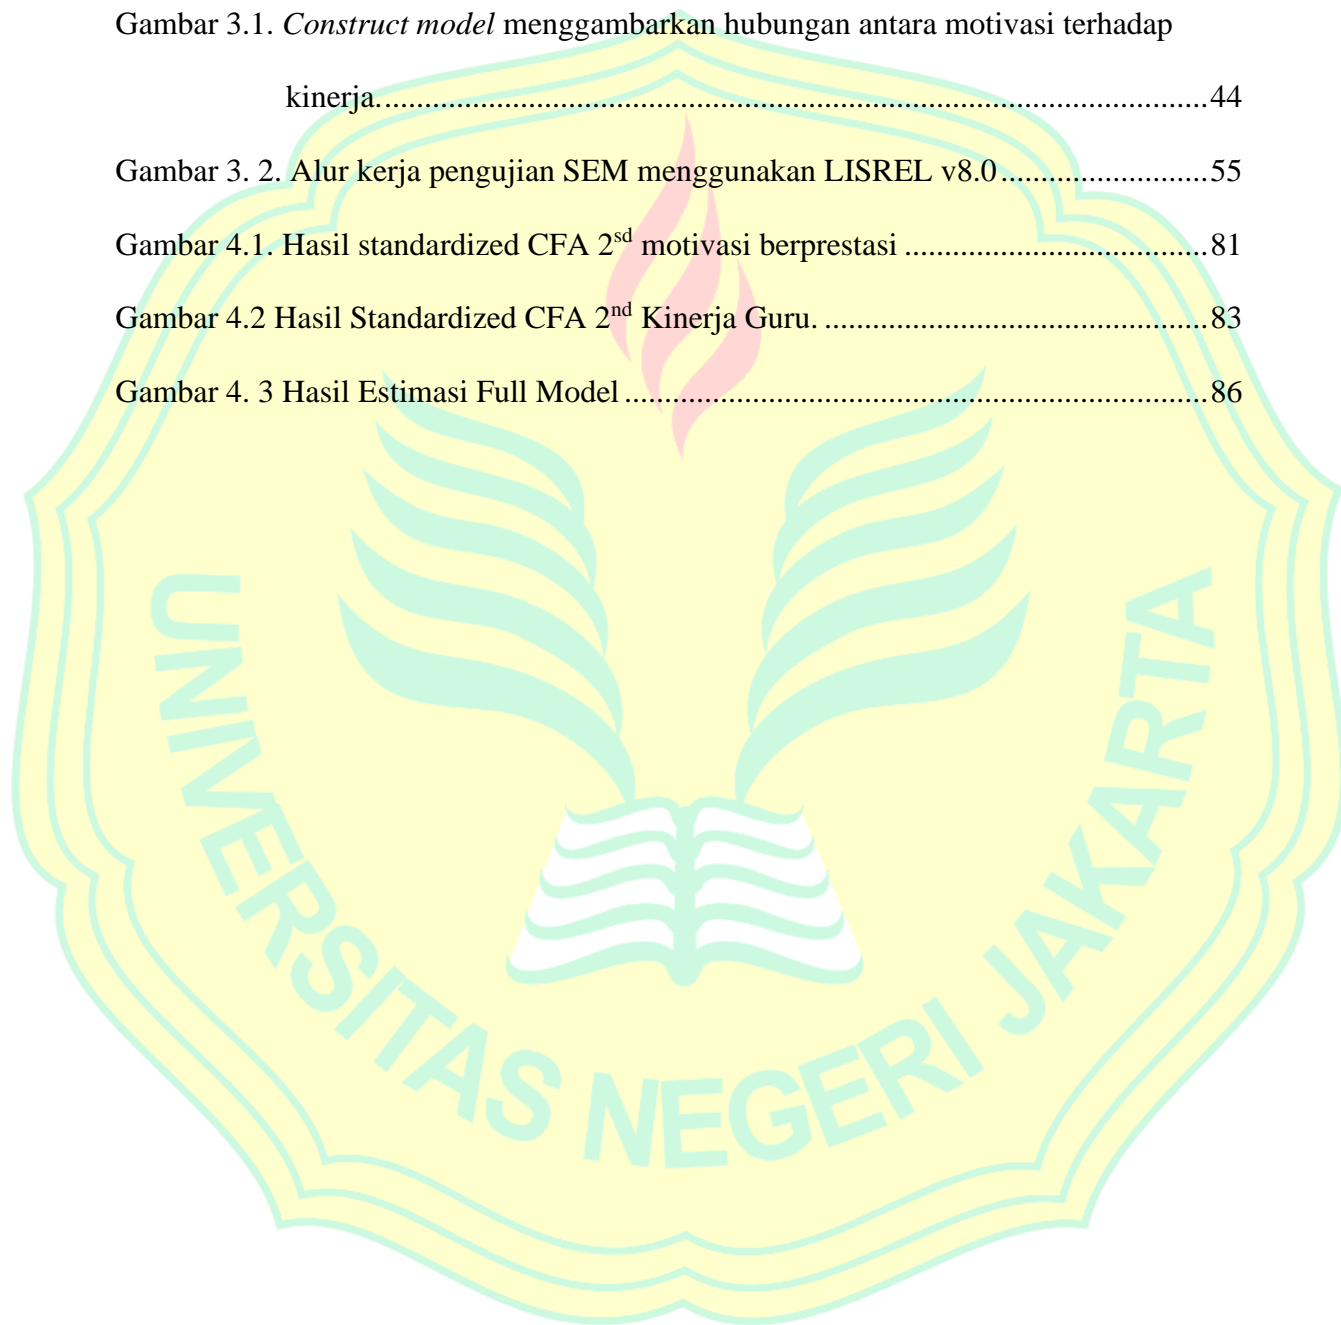 Gambar 3.1. Construct model menggambarkan hubungan antara motivasi terhadap
kinerja.......................................................................................................44
Gambar 3. 2. Alur kerja pengujian SEM menggunakan LISREL v8.0..........................55
Gambar 4.1. Hasil standardized CFA 2sd motivasi berprestasi......................................81
Gambar 4.2 Hasil Standardized CFA 2nd Kinerja Guru. ................................................83
Gambar 4. 3 Hasil Estimasi Full Model.........................................................................86
UNIVERSITAS NEGERI JAKARTA